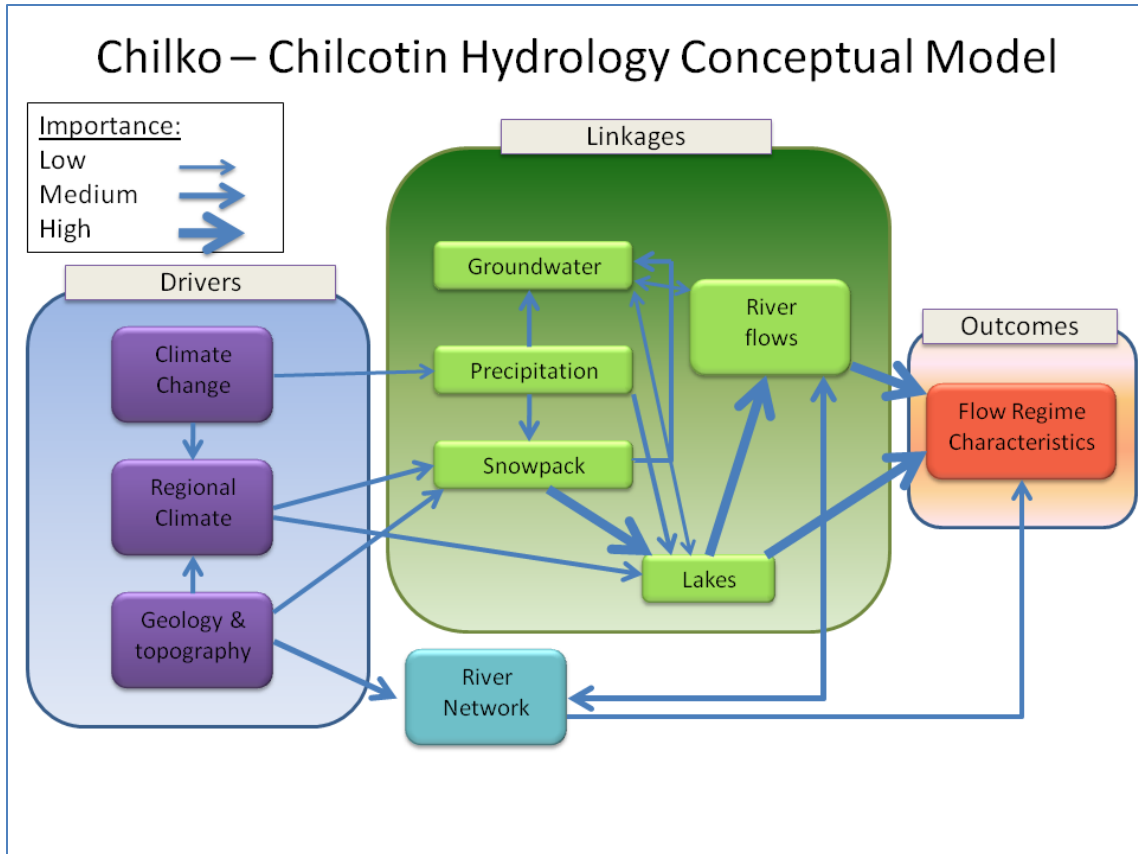 Chilko – Chilcotin Hydrology Conceptual Model
Importance:
Low
Medium
High
Drivers
Climate
Change
Regional
Climate
Geology &
topography
Linkages
Groundwater
Precipitation
Snowpack
River
flows
Lakes
River
Network
Outcomes
Flow Regime
Characteristics